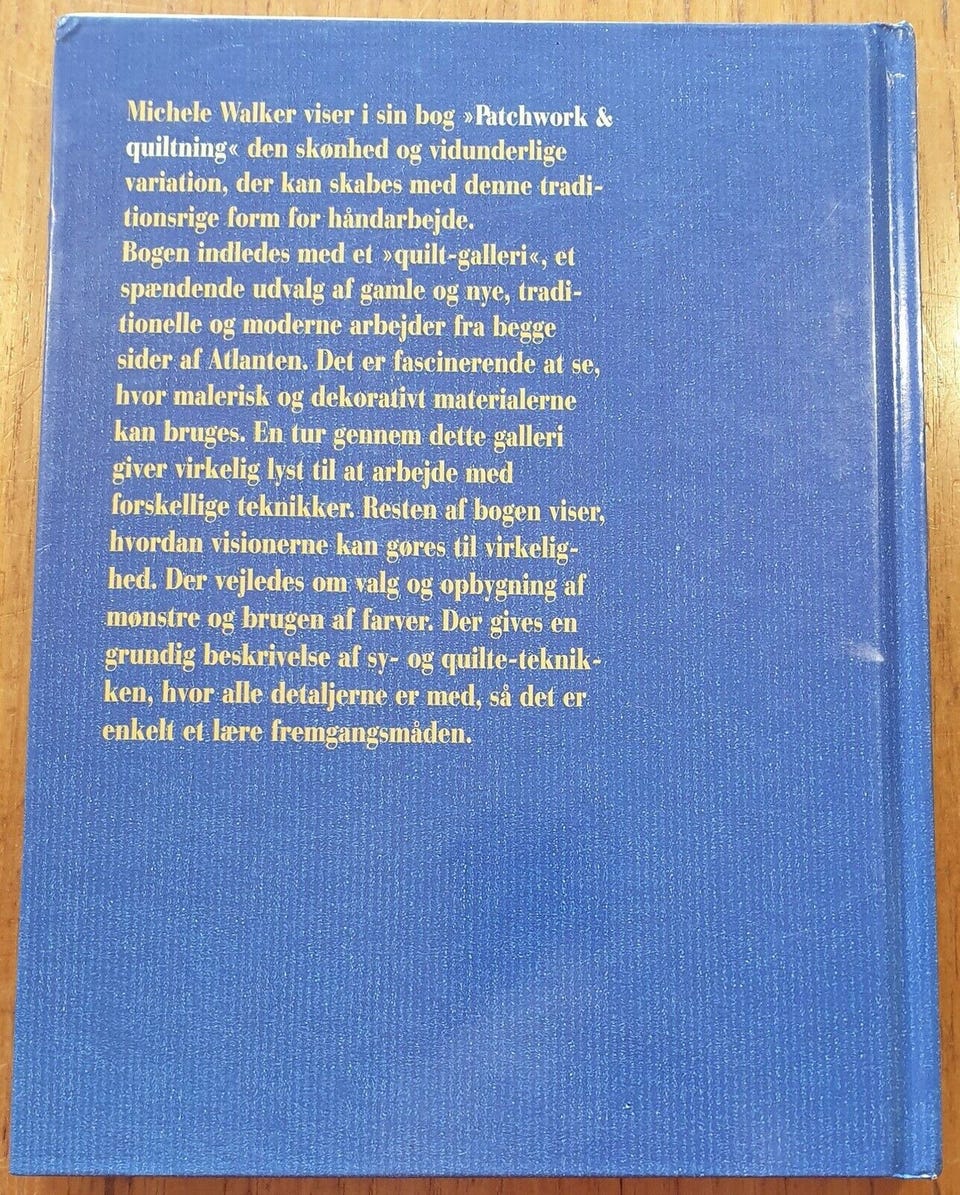 Michele Walker viser i sin bog »Patchwork &
quiltning« den skønhed og vidunderlige
variation, der kan skabes med denne tradi-
tionsrige form for håndarbejde.
Bogen indledes med et »quilt-galleri«, et
spændende udvalg af gamle og nye, tradi-
tionelle og moderne arbejder fra begge
sider af Atlanten. Det er fascinerende at se,
hvor malerisk og dekorativt materialerne
kan bruges. En tur gennem dette galleri
giver virkelig lyst til at arbejde med
forskellige teknikker. Resten af bogen viser,
hvordan visionerne kan gøres til virkelig-
hed. Der vejledes om valg og opbygning af
mønstre og brugen af farver. Der gives en
grundig beskrivelse af sy- og quilte-teknik-
ken, hvor alle detaljerne er med, så det er
enkelt et lære fremgangsmåden.